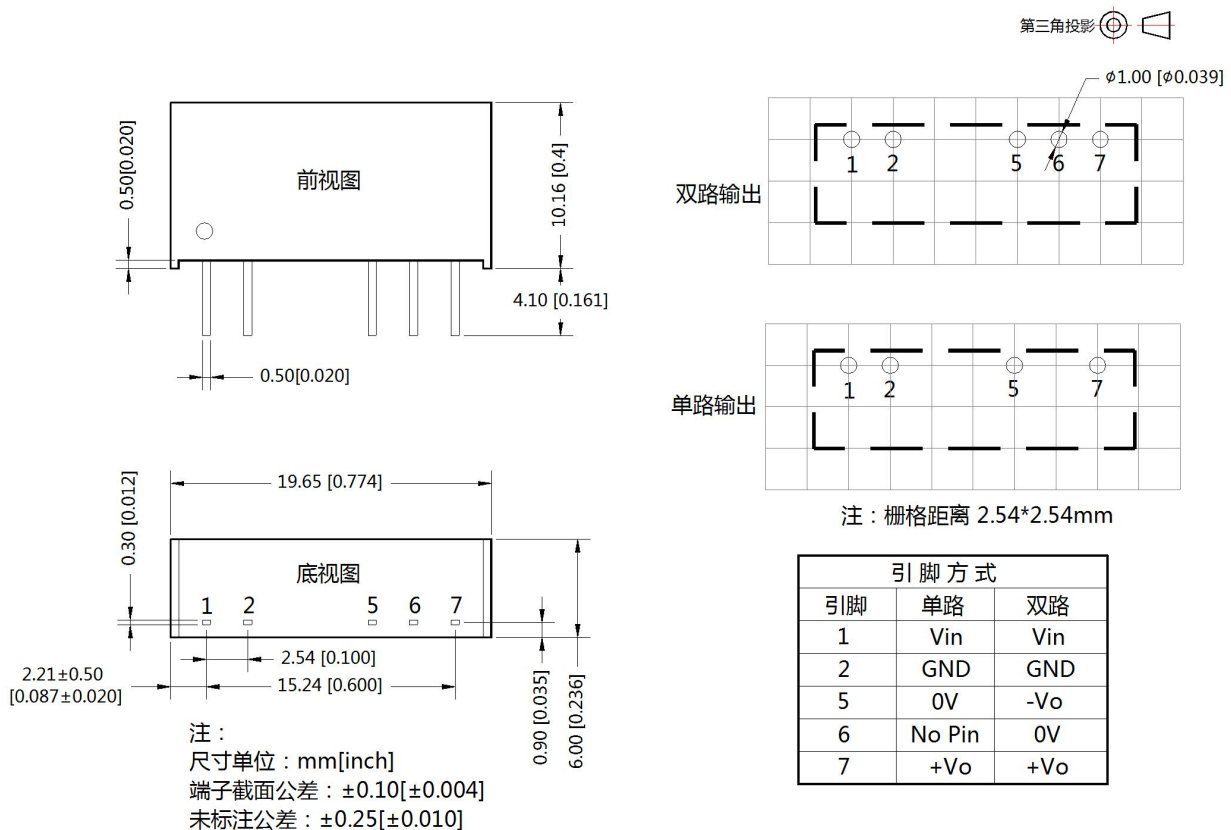 第三角投影
φ1.00 [φ0.039]
0.50[0.020]
前视图
10.16 [0.4]
4.10 [0.161]
0.50[0.020]
双路输出
1 2 5 6 7
单路输出
1 2 5 7
注：栅格距离 2.54*2.54mm
19.65 [0.774]
0.30 [0.012]
底视图
1 2 5 6 7
2.54 [0.100]
15.24 [0.600]
2.21±0.50
[0.087±0.020]
0.90 [0.035]
6.00 [0.236]
注：
尺寸单位：mm[inch]
端子截面公差：±0.10[±0.004]
未标注公差：±0.25[±0.010]
引脚方式
引脚 单路 双路
1 Vin Vin
2 GND GND
5 0V -Vo
6 No Pin 0V
7 +Vo +Vo